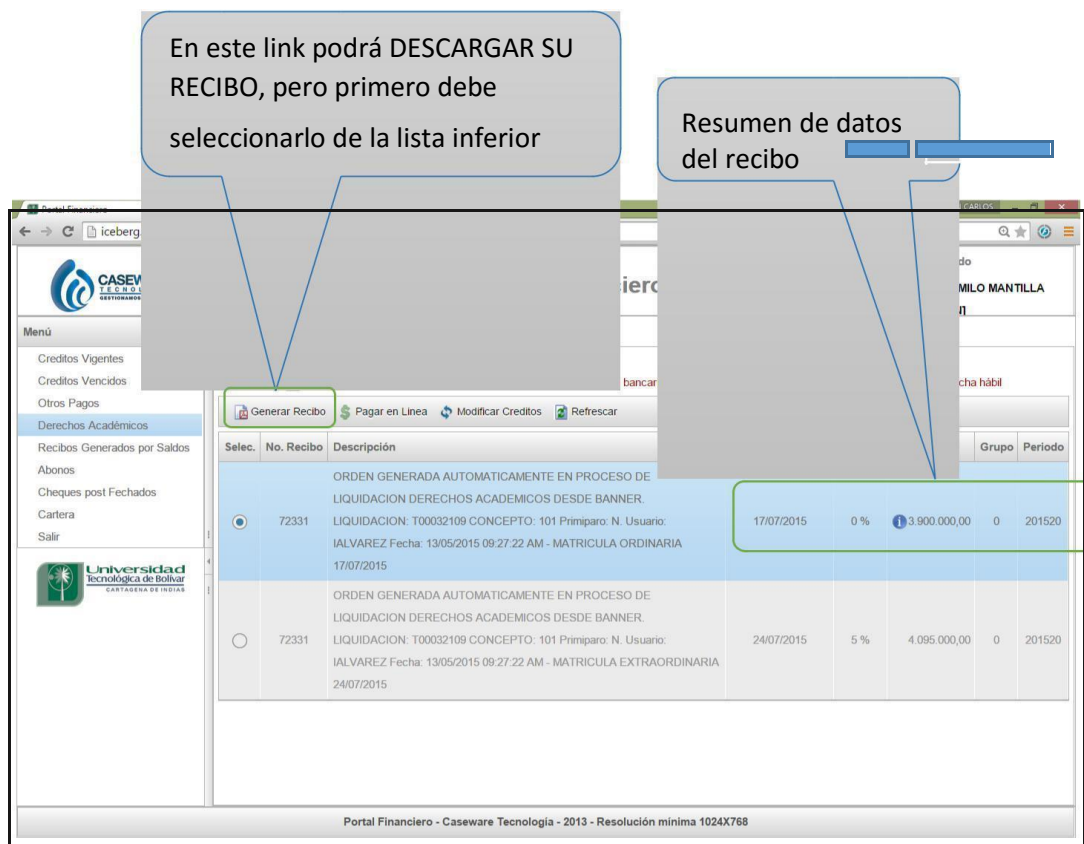 En este link podrá DESCARGAR SU
RECIBO, pero primero debe
seleccionarlo de la lista inferior
Resumen de datos
del recibo
Portal Financiero
iceberg.
CASEW
TECNOL
GESTIONAMOS
cierc
do
MILO MANTILLA
Menú
Creditos Vigentes
Creditos Vencidos
Otros Pagos
Derechos Académicos
Recibos Generados por Saldos
Abonos
Cheques post Fechados
Cartera
Salir
Universidad
Tecnológica de Bolívar
CARTAGENA DE INDIAS
bancar
cha hábil
Generar Recibo Pagar en Linea Modificar Creditos Refrescar
Selec. No. Recibo Descripción Grupo Periodo
ORDEN GENERADA AUTOMATICAMENTE EN PROCESO DE
LIQUIDACION DERECHOS ACADEMICOS DESDE BANNER.
72331 LIQUIDACION: T00032109 CONCEPTO: 101 Primiparo: N. Usuario: 17/07/2015 0 % 3.900.000,00 0 201520
IALVAREZ Fecha: 13/05/2015 09:27:22 AM - MATRICULA ORDINARIA
17/07/2015
ORDEN GENERADA AUTOMATICAMENTE EN PROCESO DE
LIQUIDACION DERECHOS ACADEMICOS DESDE BANNER.
72331 LIQUIDACION: T00032109 CONCEPTO: 101 Primiparo: N. Usuario: 24/07/2015 5 % 4.095.000,00 0 201520
IALVAREZ Fecha: 13/05/2015 09:27:22 AM - MATRICULA EXTRAORDINARIA
24/07/2015
Portal Financiero - Caseware Tecnología - 2013 - Resolución minima 1024X768